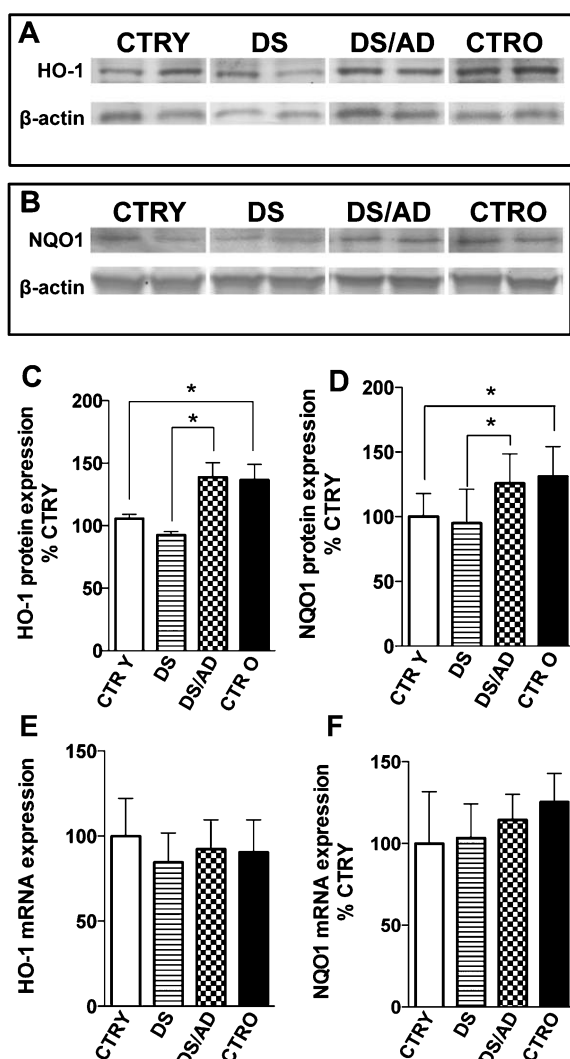 A
CTRY DS DS/AD CTRO
HO-1
β-actin
B
CTRY DS DS/AD CTRO
NQO1
β-actin
C
HO-1 protein expression
% CTRY
200
150
100
50
0
*
*
CTR Y
DS
DS/AD
CTR O
D
NQO1 protein expression
% CTRY
200
150
100
50
0
*
*
CTR Y
DS
DS/AD
CTR O
E
HO-1 mRNA expression
150
100
50
0
CTRY
DS
DS/AD
CTRO
F
NQO1 mRNA expression
% CTRY
150
100
50
0
CTRY
DS
DS/AD
CTRO